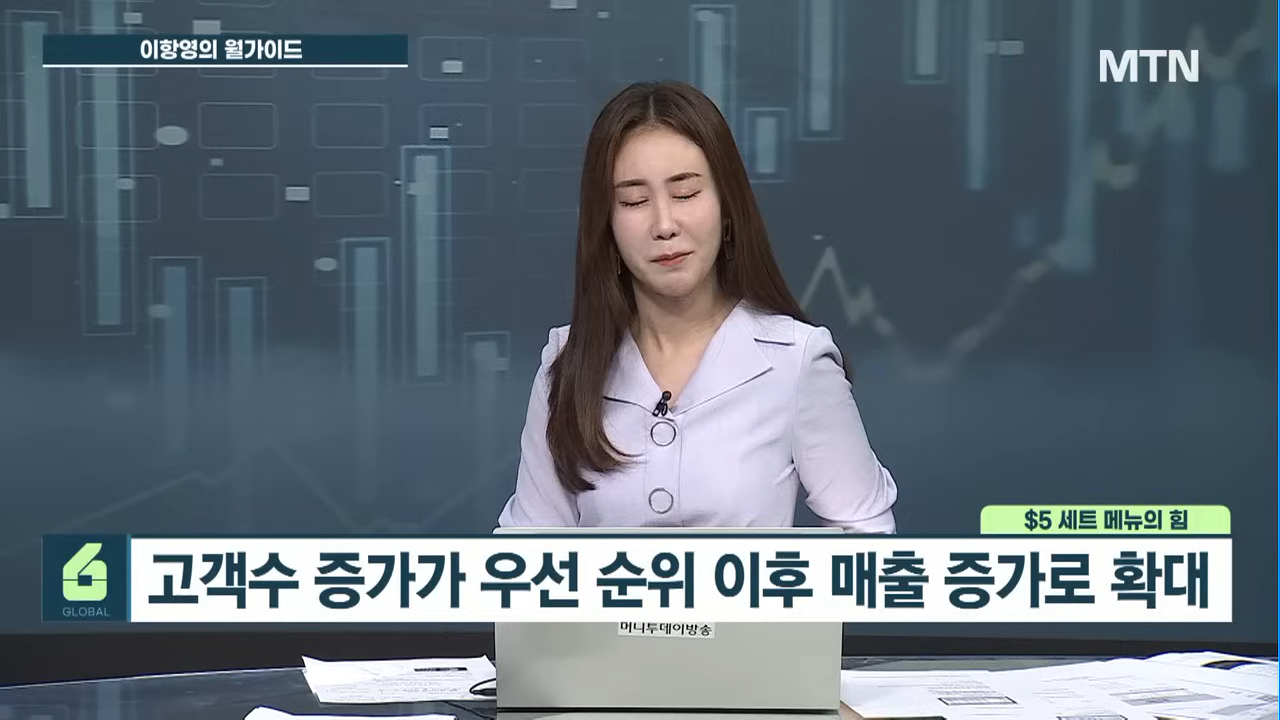 이항영의 월가이드
MTN
$5 세트 메뉴의 힘
6
GLOBAL
고객수 증가가 우선 순위 이후 매출 증가로 확대
머니투데이방송